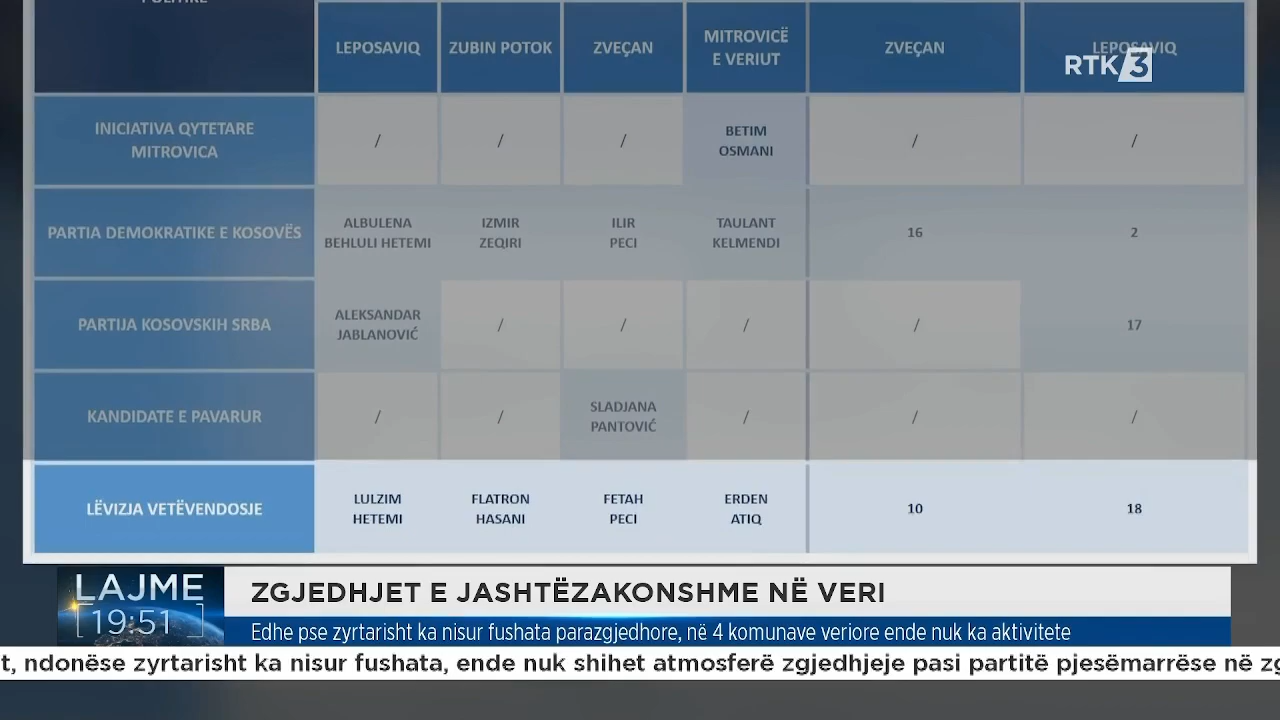 POLITIKE
LEPOSAVIQ ZUBIN POTOK ZVEÇAN MITROVICË ZVEÇAN LEPOSAVIQ
E VERIUT
RTK 3
INICIATIVA QYTETARE
MITROVICA
/ / / BETIM / /
OSMANI
PARTIA DEMOKRATIKE E KOSOVËS
ALBULENA IZMIR ILIR TAULANT 16 2
BEHLULI HETEMI ZEQIRI PECI KELMENDI
PARTIJA KOSOVSKIH SRBA
ALEKSANDAR / / / / 17
JABLANOVIĆ
KANDIDATE E PAVARUR
/ / SLADJANA / / /
PANTOVIĆ
LËVIZJA VETËVENDOSJE
LULZIM FLATRON FETAH ERDEN 10 18
HETEMI HASANI PECI ATIQ
LAJME
19:51
ZGJEDHJET E JASHTËZAKONSHME NË VERI
Edhe pse zyrtarisht ka nisur fushata parazgjedhore, në 4 komunave veriore ende nuk ka aktivitete
t, ndonëse zyrtarisht ka nisur fushata, ende nuk shihet atmosferë zgjedhjeje pasi partitë pjesëmarrëse në zg